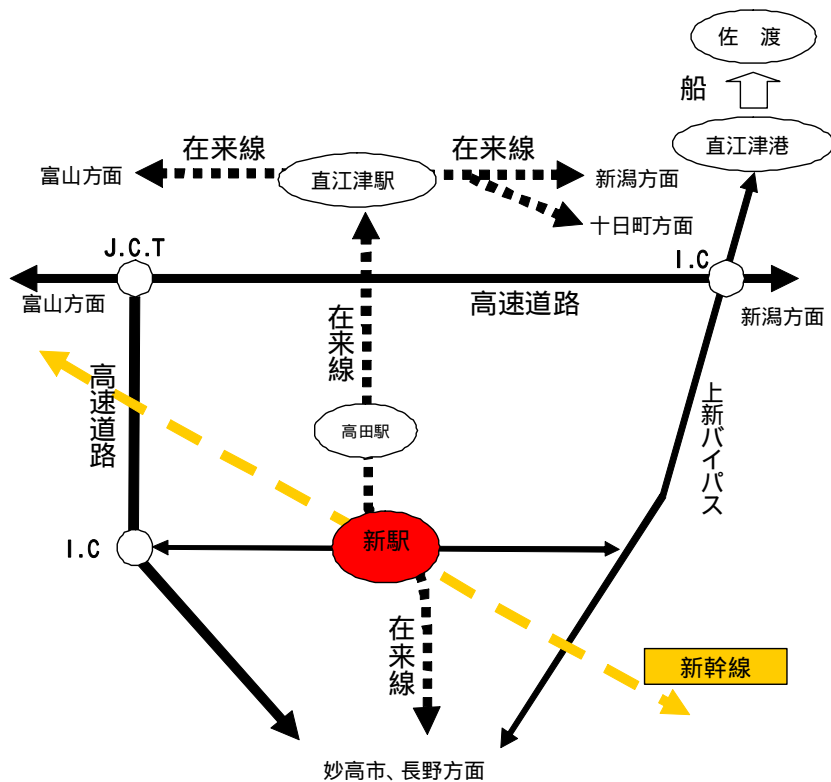 佐　渡
船
直江津港
在来線
在来線
富山方面
直江津駅
新潟方面
十日町方面
J.C.T
I.C
富山方面
高速道路
新潟方面
在来線
高速道路
上新バイパス
高田駅
I.C
新駅
在来線
新幹線
妙高市、長野方面